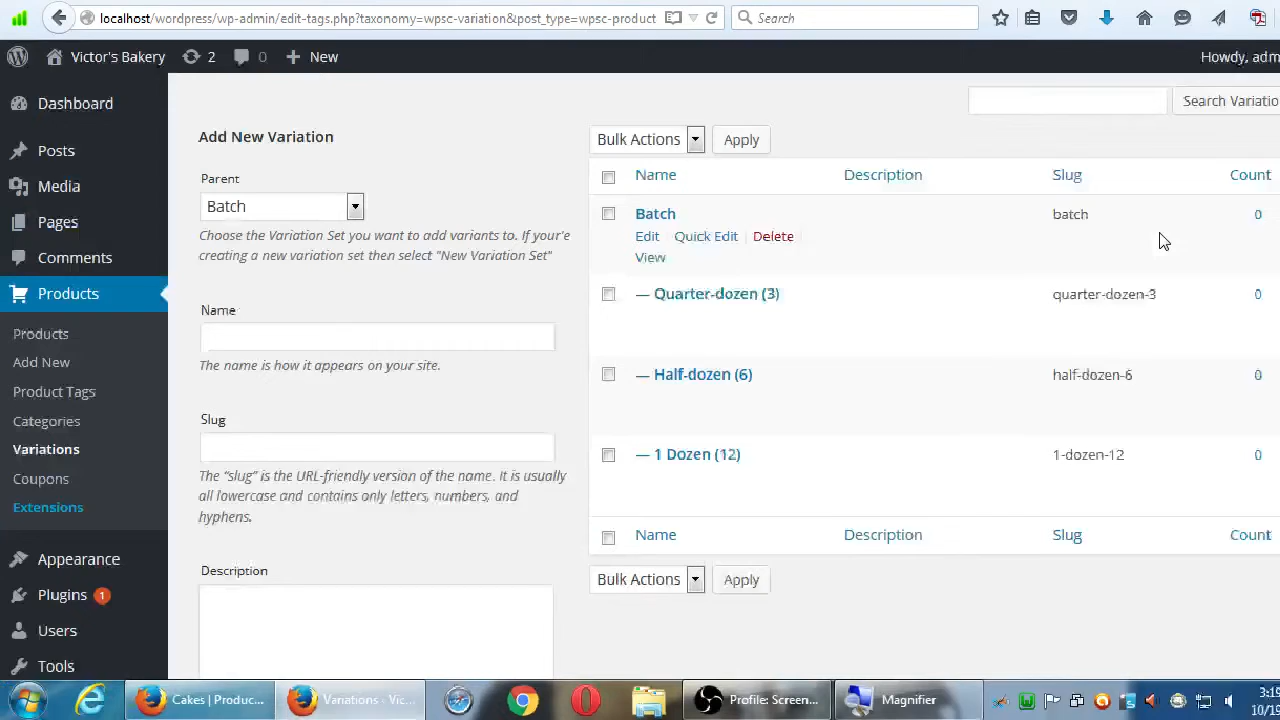 localhost/wordpress/wp-admin/edit-tags.php?taxonomy=wpsc-variation&post_type=wpsc-product
Search
Victor's Bakery
2
0
New
Howdy, adm
Dashboard
Posts
Media
Pages
Comments
Products
Products
Add New
Product Tags
Categories
Variations
Coupons
Extensions
Appearance
Plugins 1
Users
Tools
Add New Variation
Parent
Batch
Choose the Variation Set you want to add variants to. If your'e
creating a new variation set then select "New Variation Set"
Name
The name is how it appears on your site.
Slug
The “slug” is the URL-friendly version of the name. It is usually
all lowercase and contains only letters, numbers, and
hyphens.
Description
Search Variatio
Bulk Actions Apply
Name Description Slug Count
Batch batch 0
Edit Quick Edit Delete
View
— Quarter-dozen (3) quarter-dozen-3 0
— Half-dozen (6) half-dozen-6 0
— 1 Dozen (12) 1-dozen-12 0
Name Description Slug Count
Bulk Actions Apply
Cakes | Produc...
Variations ‹ Vic...
Profile: Screen...
Magnifier
10/19